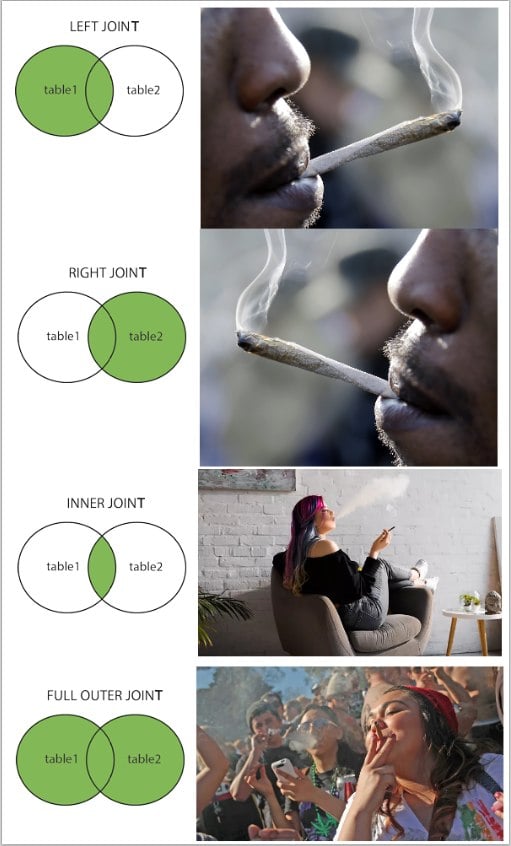 LEFT JOINT
table1 table2
RIGHT JOINT
table1 table2
INNER JOINT
table1 table2
FULL OUTER JOINT
table1 table2